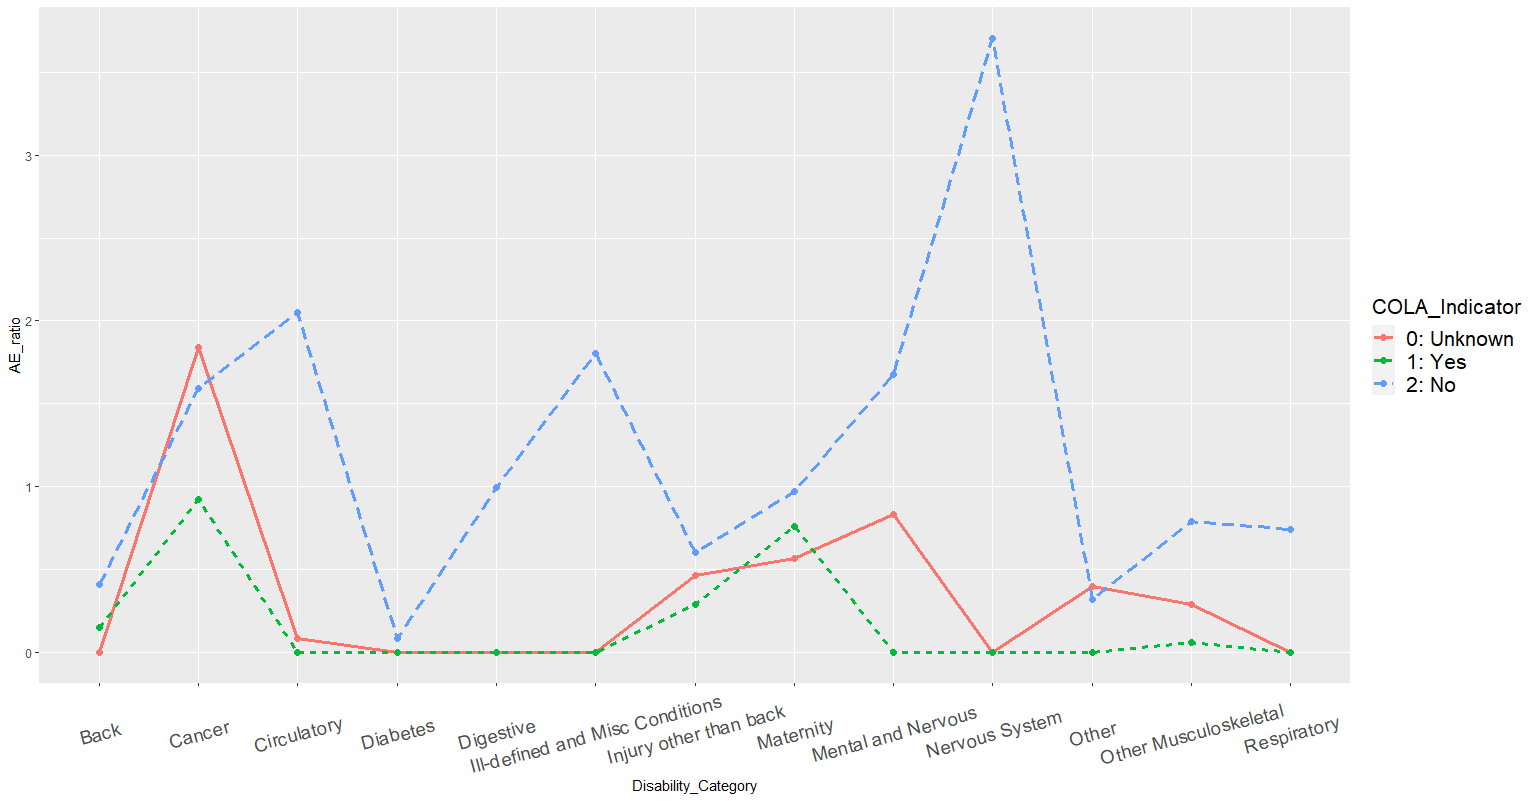 3
2
1
0
AE_ratio
Back
Cancer
Circulatory
Diabetes
Digestive
Ill-defined and Misc Conditions
Injury other than back
Maternity
Mental and Nervous
Nervous System
Other
Other Musculoskeletal
Respiratory
Disability_Category
COLA_Indicator
0: Unknown
1: Yes
2: No